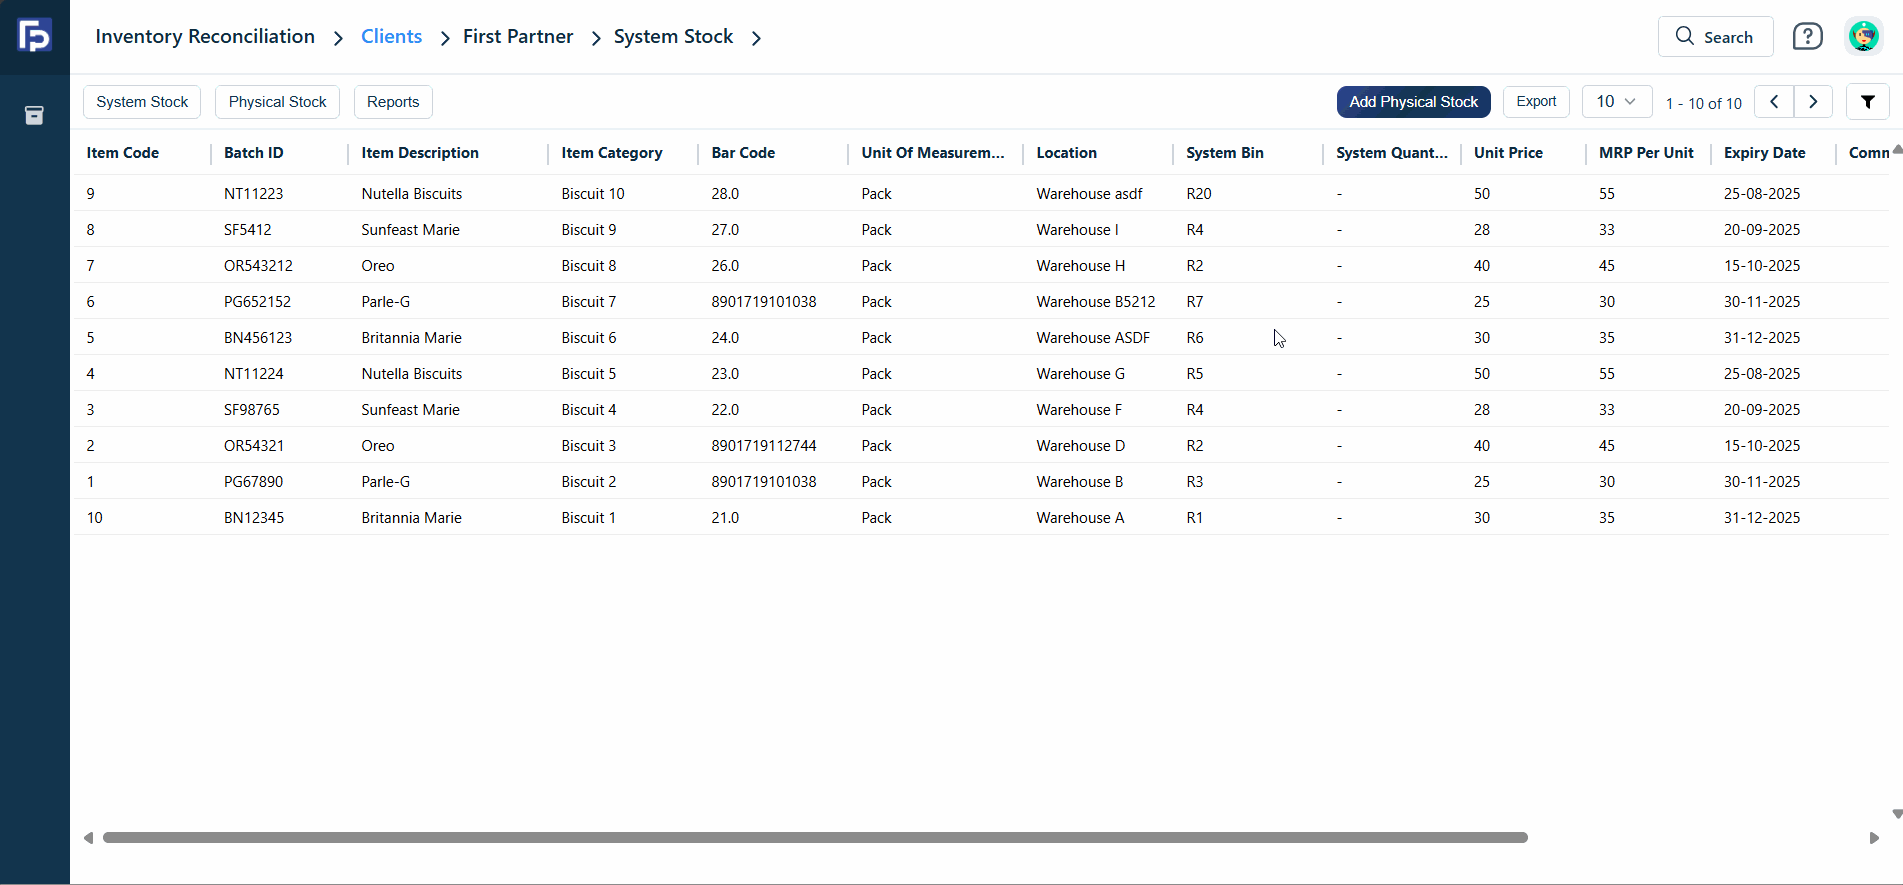 Inventory Reconciliation > Clients > First Partner > System Stock >
Search
System Stock Physical Stock Reports Add Physical Stock Export 10 1 - 10 of 10
Item Code Batch ID Item Description Item Category Bar Code Unit Of Measurem... Location System Bin System Quant... Unit Price MRP Per Unit Expiry Date Comm
9 NT11223 Nutella Biscuits Biscuit 10 28.0 Pack Warehouse asdf R20 - 50 55 25-08-2025
8 SF5412 Sunfeast Marie Biscuit 9 27.0 Pack Warehouse I R4 - 28 33 20-09-2025
7 OR543212 Oreo Biscuit 8 26.0 Pack Warehouse H R2 - 40 45 15-10-2025
6 PG652152 Parle-G Biscuit 7 8901719101038 Pack Warehouse B5212 R7 - 25 30 30-11-2025
5 BN456123 Britannia Marie Biscuit 6 24.0 Pack Warehouse ASDF R6 - 30 35 31-12-2025
4 NT11224 Nutella Biscuits Biscuit 5 23.0 Pack Warehouse G R5 - 50 55 25-08-2025
3 SF98765 Sunfeast Marie Biscuit 4 22.0 Pack Warehouse F R4 - 28 33 20-09-2025
2 OR54321 Oreo Biscuit 3 8901719112744 Pack Warehouse D R2 - 40 45 15-10-2025
1 PG67890 Parle-G Biscuit 2 8901719101038 Pack Warehouse B R3 - 25 30 30-11-2025
10 BN12345 Britannia Marie Biscuit 1 21.0 Pack Warehouse A R1 - 30 35 31-12-2025